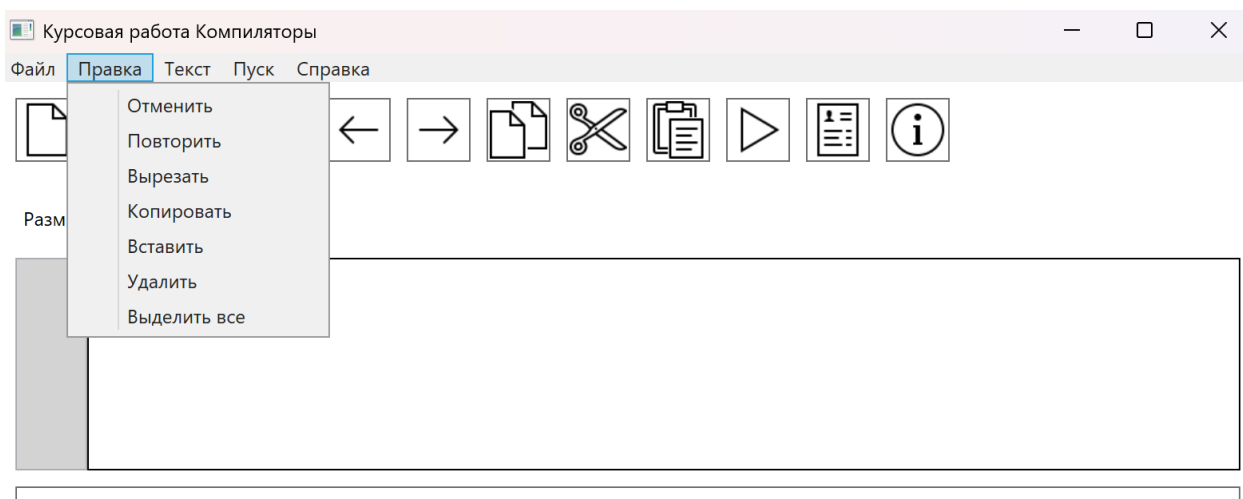 Курсовая работа Компиляторы
Файл Правка Текст Пуск Справка
Отменить
Повторить
Вырезать
Копировать
Разм
Вставить
Удалить
Выделить все